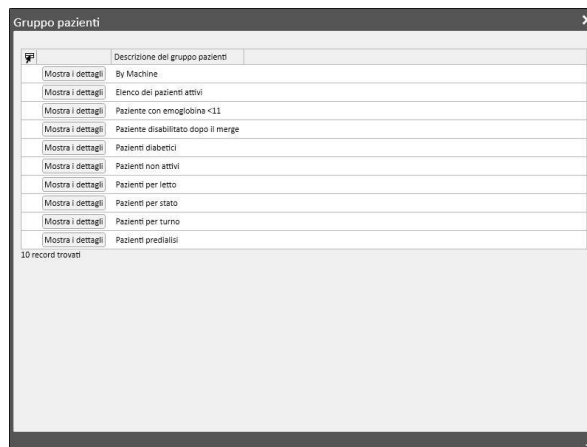 Gruppo pazienti
Descrizione del gruppo pazienti
Mostra i dettagli By Machine
Mostra i dettagli Elenco dei pazienti attivi
Mostra i dettagli Paziente con emoglobina <11
Mostra i dettagli Paziente disabilitato dopo il merge
Mostra i dettagli Pazienti diabetici
Mostra i dettagli Pazienti non attivi
Mostra i dettagli Pazienti per letto
Mostra i dettagli Pazienti per stato
Mostra i dettagli Pazienti per turno
Mostra i dettagli Pazienti predialisi
10 record trovati